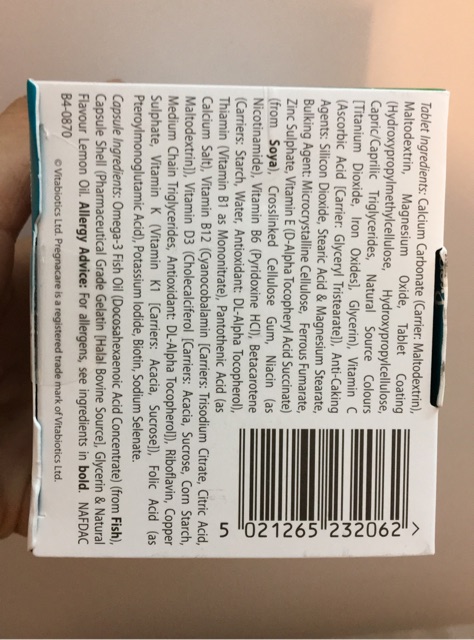 Tablet Ingredients: Calcium Carbonate (Carrier: Maltodextrin),
Maltodextrin, Magnesium Oxide, Tablet Coating
(Hydroxypropylmethylcellulose, Hydroxypropylcellulose,
Capric/Caprilic Triglycerides, Natural Source Colours
[Titanium Dioxide, Iron Oxides], Glycerin), Vitamin C
(Ascorbic Acid [Carrier: Glyceryl Tristearate]), Anti-Caking
Agents: Silicon Dioxide, Stearic Acid & Magnesium Stearate,
Bulking Agent: Microcrystalline Cellulose, Ferrous Fumarate,
Zinc Sulphate, Vitamin E (D-Alpha Tocopheryl Acid Succinate)
(from Soya), Crosslinked Cellulose Gum, Niacin (as
Nicotinamide), Vitamin B6 (Pyridoxine HCl), Betacarotene
(Carriers: Starch, Water, Antioxidant: DL-Alpha Tocopherol),
Thiamin (Vitamin B1 as Mononitrate), Pantothenic Acid (as
Calcium Salt), Vitamin B12 (Cyanocobalamin [Carriers: Trisodium Citrate, Citric Acid,
Maltodextrin]), Vitamin D3 (Cholecalciferol [Carriers: Acacia, Sucrose, Corn Starch,
Medium Chain Triglycerides, Antioxidant: DL-Alpha Tocopherol]), Riboflavin, Copper
Sulphate, Vitamin K (Vitamin K1 [Carriers: Acacia, Sucrose]), Folic Acid (as
Pteroylmonoglutamic Acid), Potassium Iodide, Biotin, Sodium Selenate.
Capsule Ingredients: Omega-3 Fish Oil (Docosahexaenoic Acid Concentrate) (from Fish),
Capsule Shell (Pharmaceutical Grade Gelatin [Halal Bovine Source], Glycerin & Natural
Flavour Lemon Oil. Allergy Advice: For allergens, see ingredients in bold. NAFDAC
B4-0870
© Vitabiotics Ltd. Pregnacare is a registered trade mark of Vitabiotics Ltd.
5 021265 232062 >